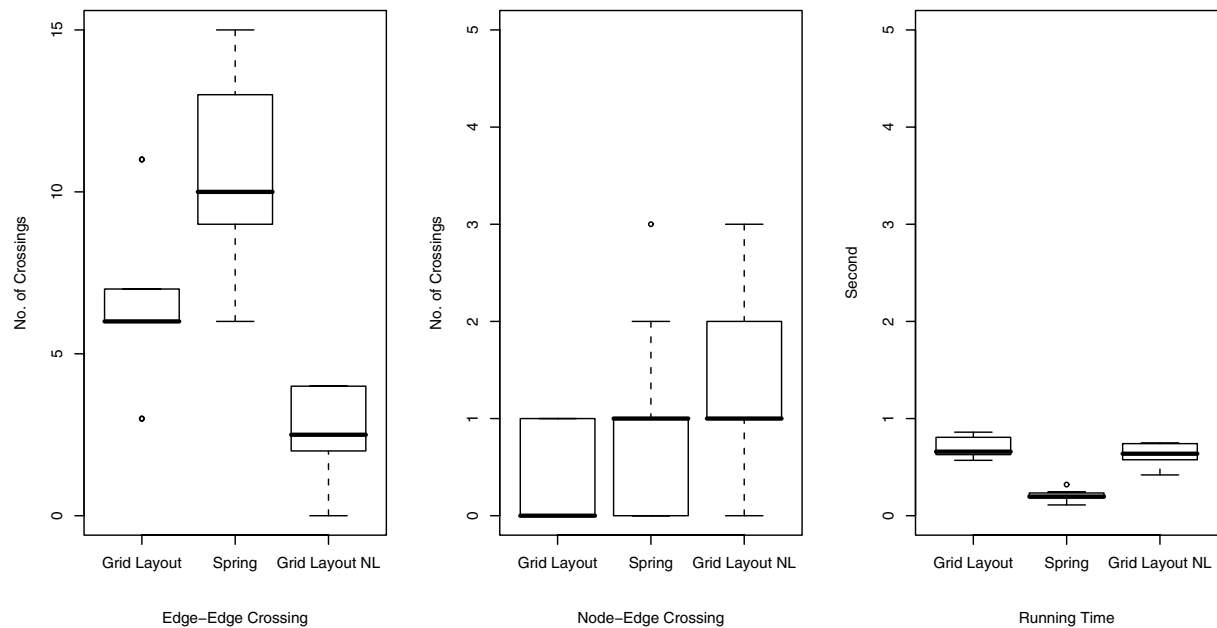 15
10
5
0
No. of Crossings
Grid Layout Spring Grid Layout NL
Edge−Edge Crossing
5
4
3
2
1
0
No. of Crossings
Grid Layout Spring Grid Layout NL
Node−Edge Crossing
5
4
3
2
1
0
Second
Grid Layout Spring Grid Layout NL
Running Time